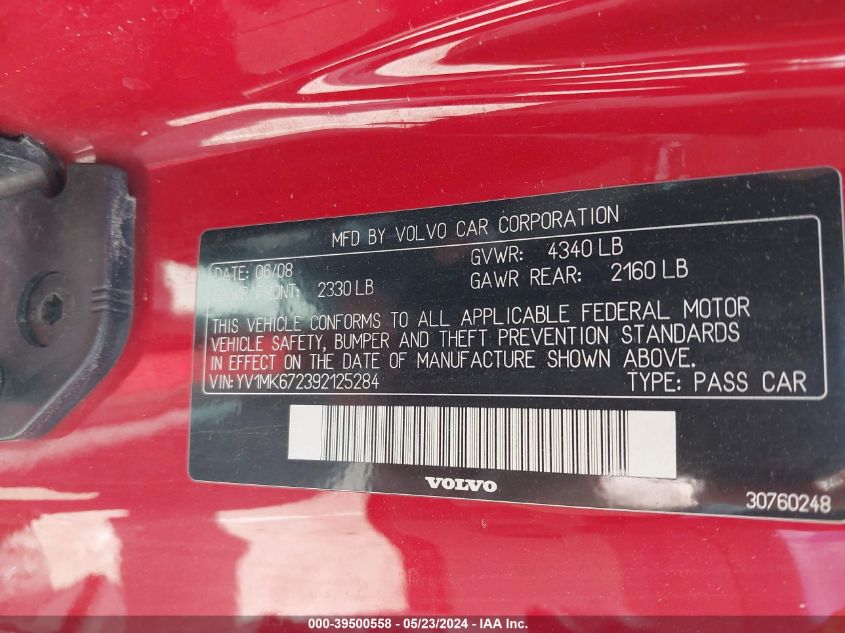 MFD BY VOLVO CAR CORPORATION
DATE: 06/08 GVWR: 4340 LB
GAWR FRONT: 2330 LB GAWR REAR: 2160 LB
THIS VEHICLE CONFORMS TO ALL APPLICABLE FEDERAL MOTOR
VEHICLE SAFETY, BUMPER AND THEFT PREVENTION STANDARDS
IN EFFECT ON THE DATE OF MANUFACTURE SHOWN ABOVE.
VIN: YV1MK672392125284 TYPE: PASS CAR
VOLVO
30760248
000-39500558 - 05/23/2024 - IAA Inc.